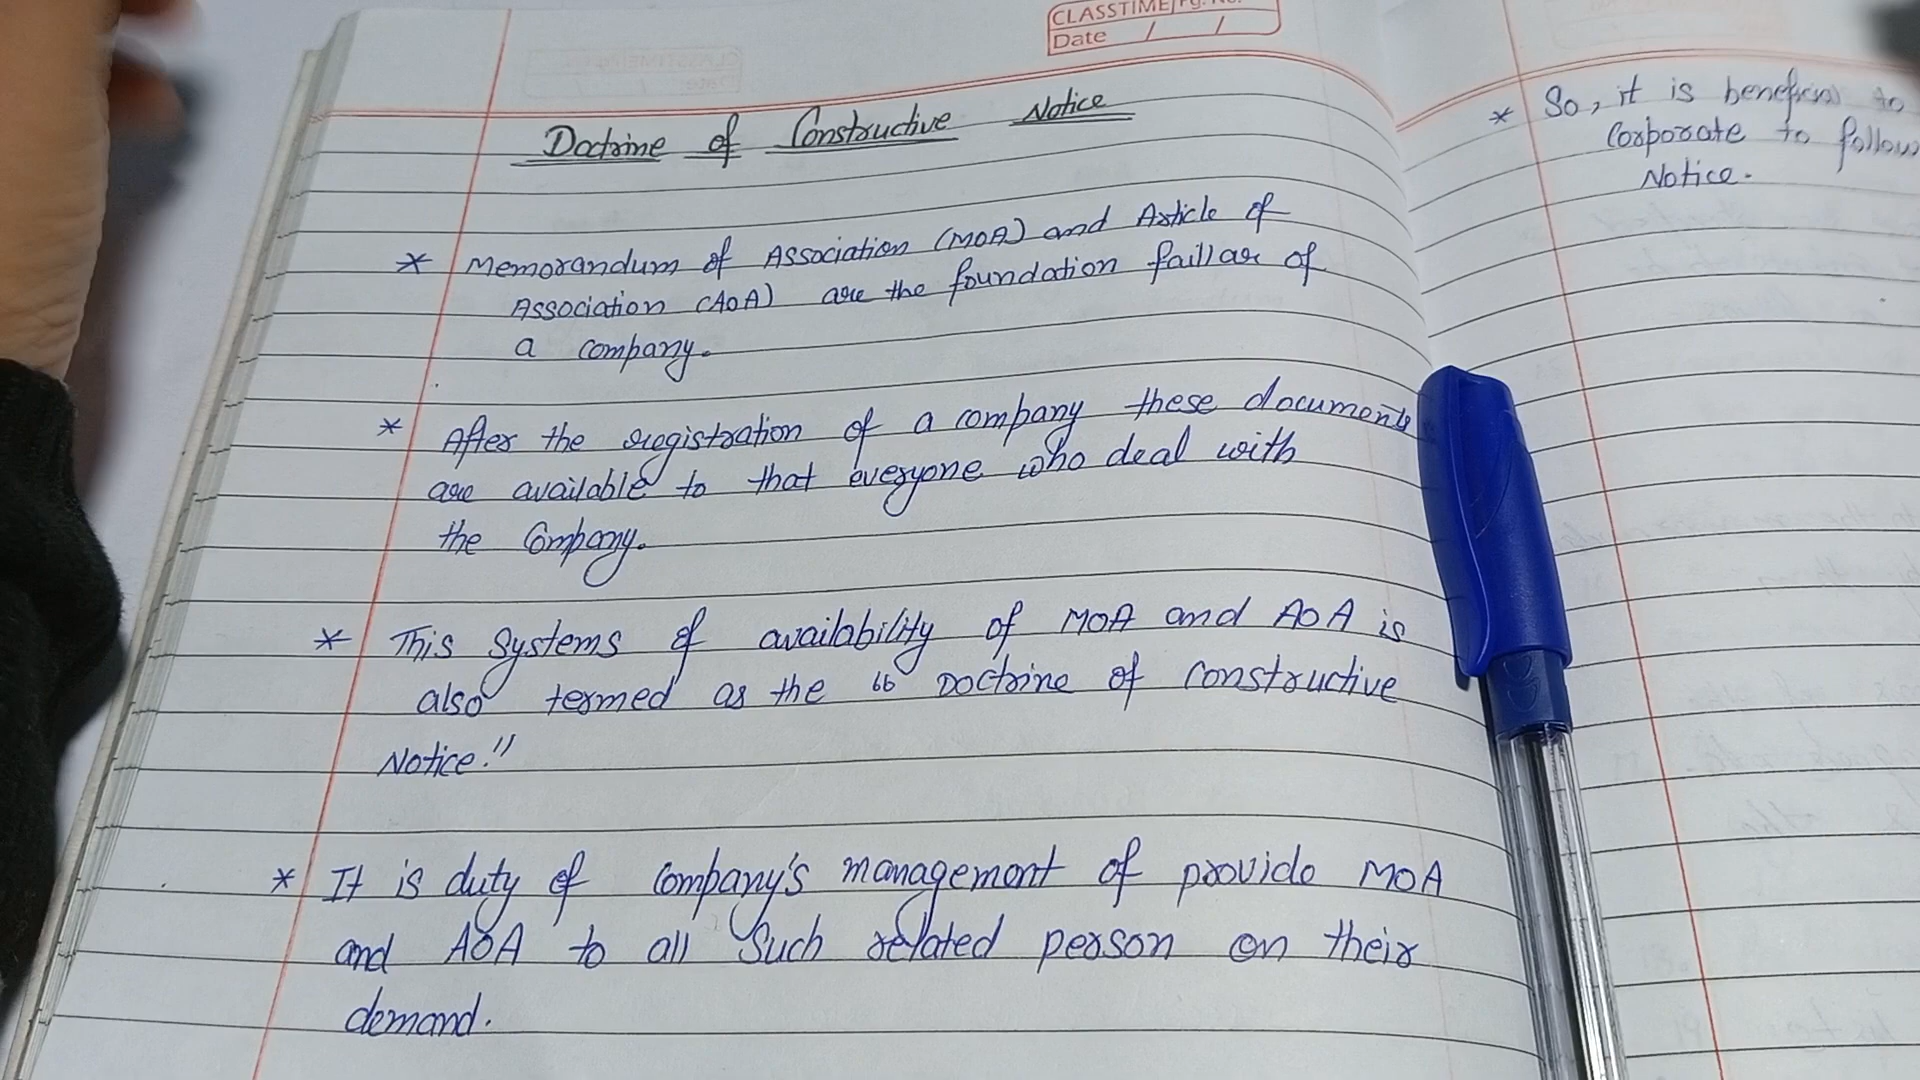 CLASSTIME Pg. No.
Date / /
Doctrine of Constructive Notice
* Memorandum of Association (MOA) and Article of
Association (AOA) are the foundation faillar of
a company.
* After the registration of a company these documents
are available to that everyone who deal with
the Company.
* This Systems of availability of MOA and AOA is
also termed as the “ Doctrine of constructive
Notice."
* It is duty of Company's management of provide MOA
and AOA to all Such related person on their
demand.
* So, it is benefical to
Corporate to follow
Notice.